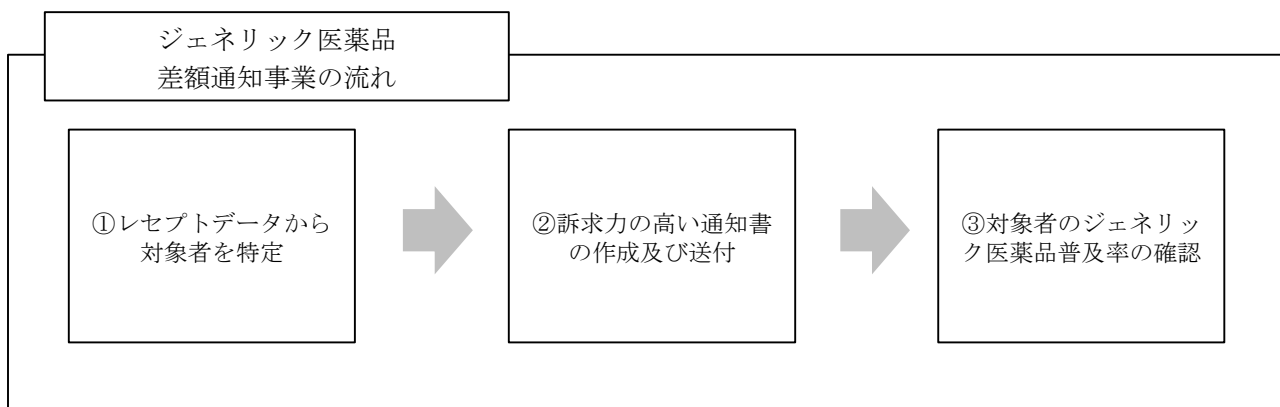 ジェネリック医薬品
差額通知事業の流れ
①レセプトデータから
対象者を特定
②訴求力の高い通知書
の作成及び送付
③対象者のジェネリッ
ク医薬品普及率の確認